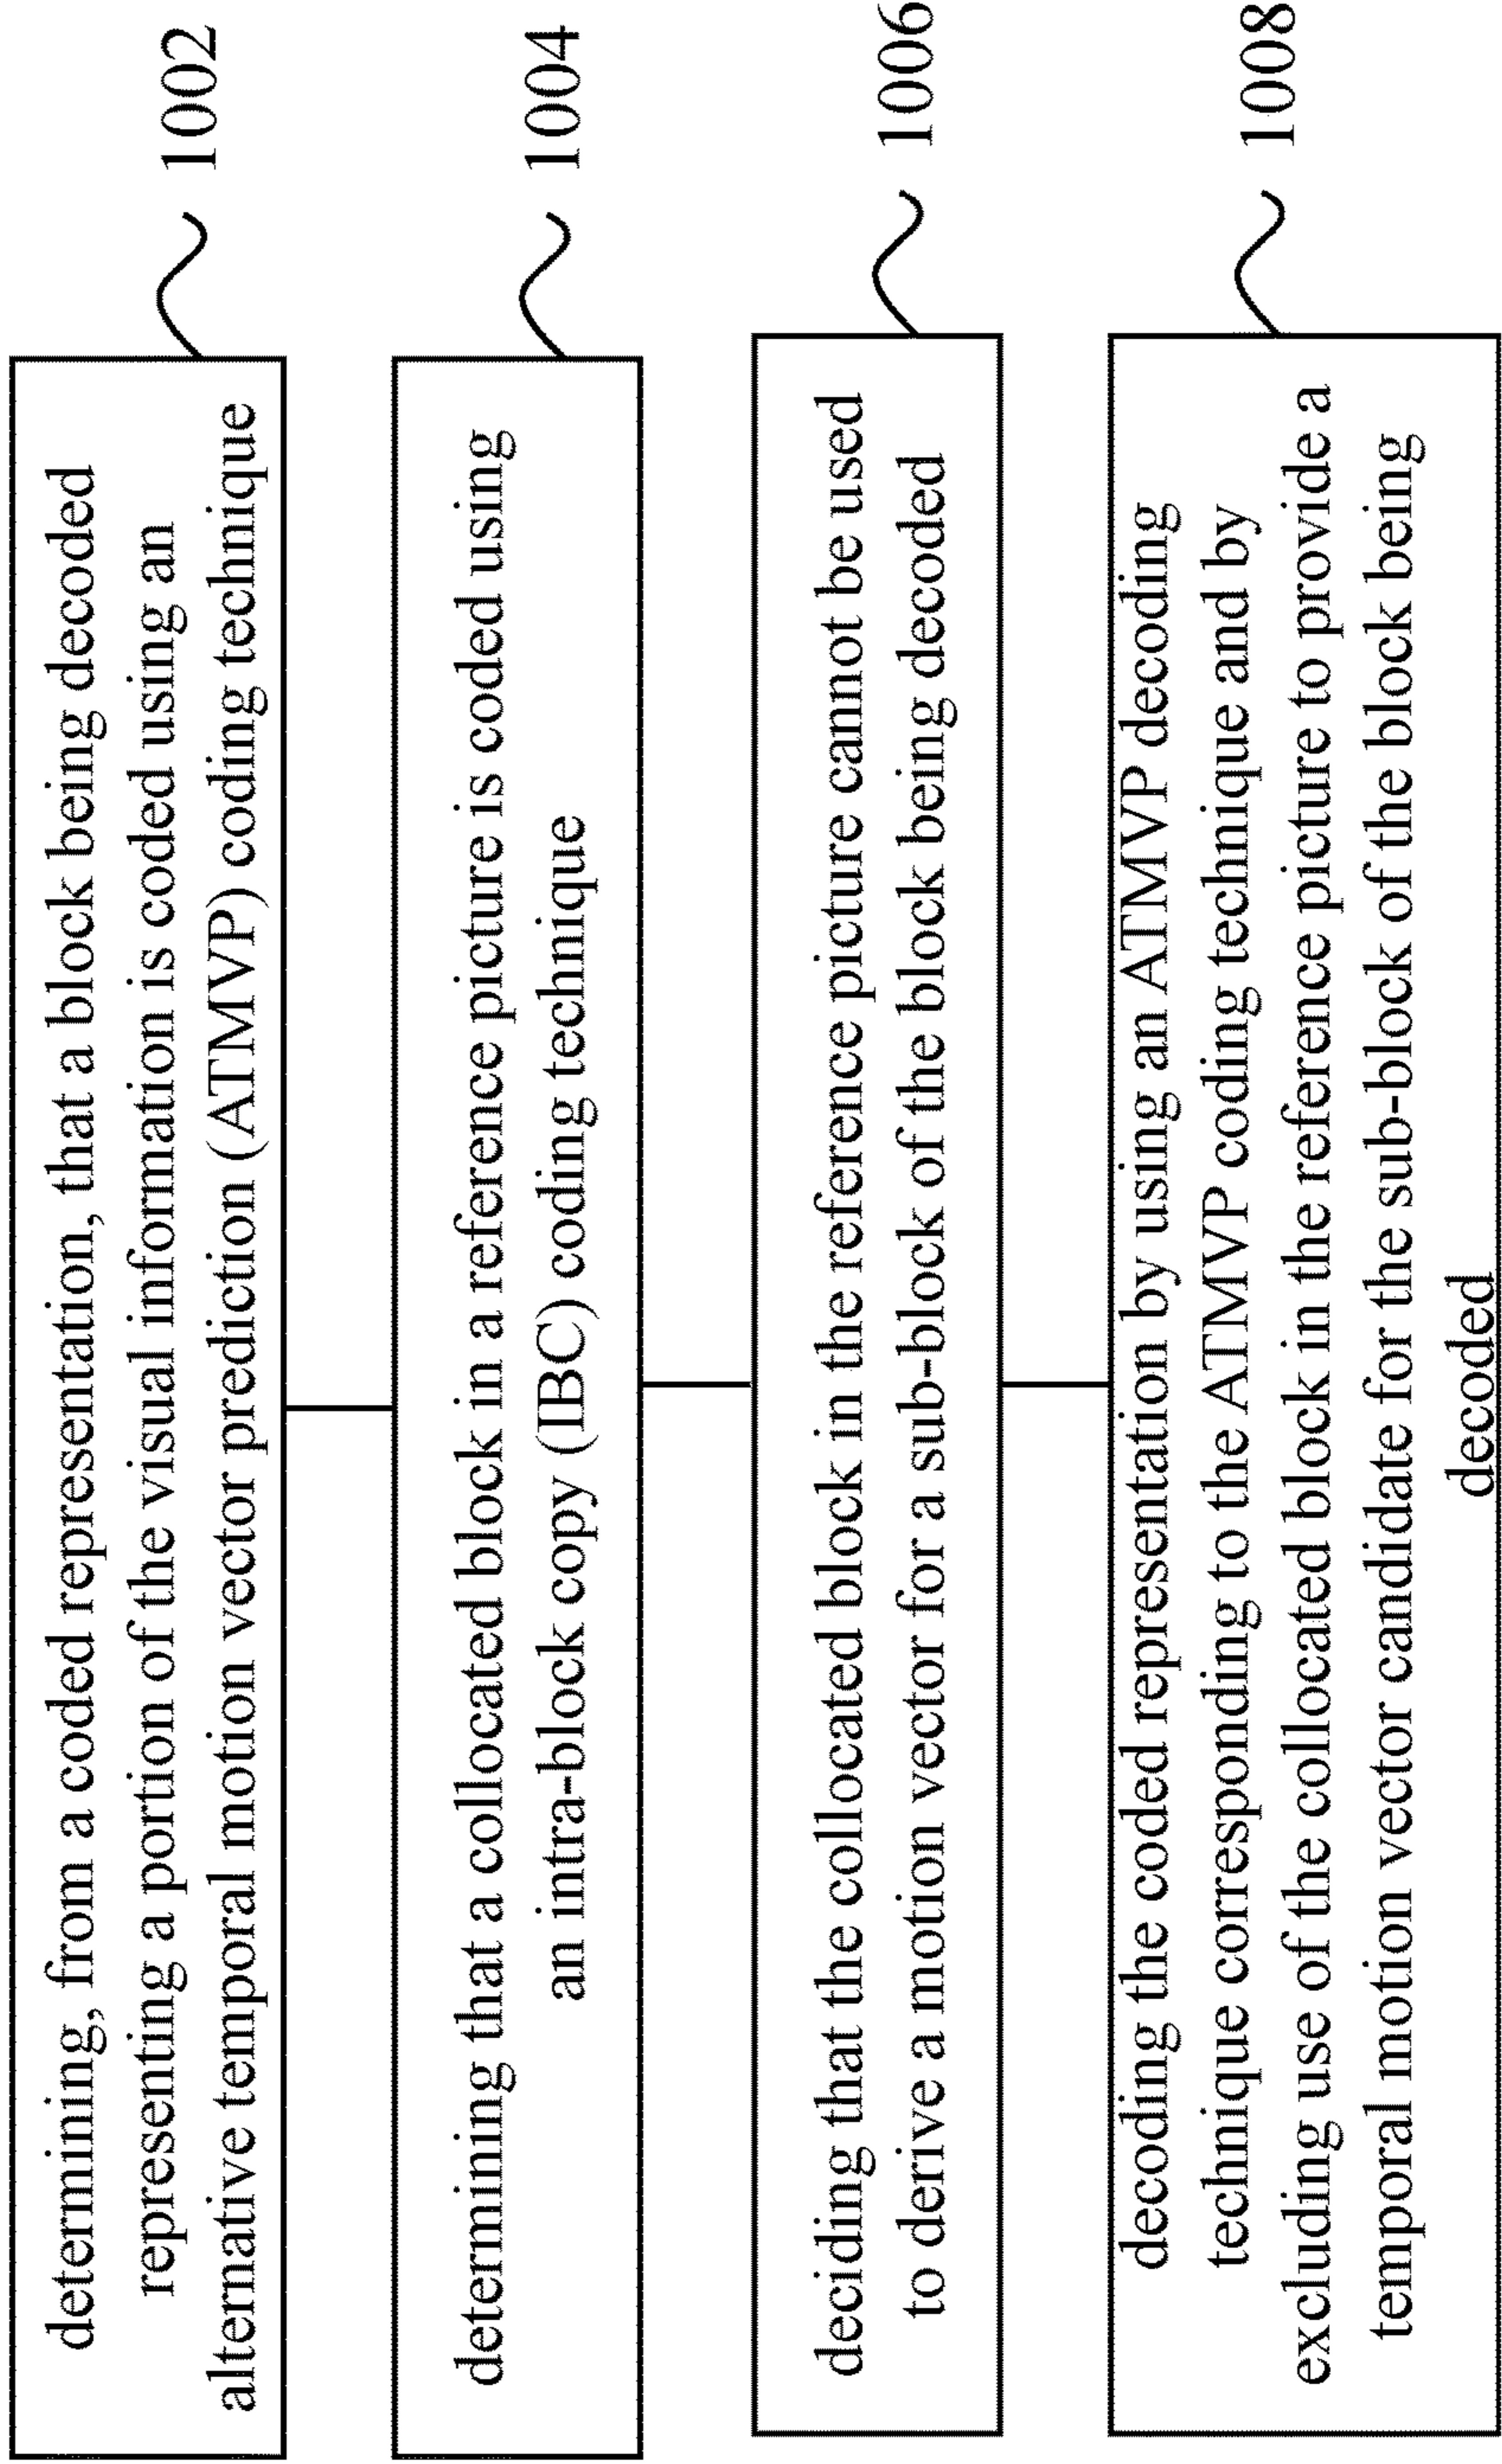 determining, from a coded representation, that a block being decoded
representing a portion of the visual information is coded using an
alternative temporal motion vector prediction (ATMVP) coding technique
1002
determining that a collocated block in a reference picture is coded using
an intra-block copy (IBC) coding technique
1004
deciding that the collocated block in the reference picture cannot be used
to derive a motion vector for a sub-block of the block being decoded
1006
decoding the coded representation by using an ATMVP decoding
technique corresponding to the ATMVP coding technique and by
excluding use of the collocated block in the reference picture to provide a
temporal motion vector candidate for the sub-block of the block being
decoded
1008